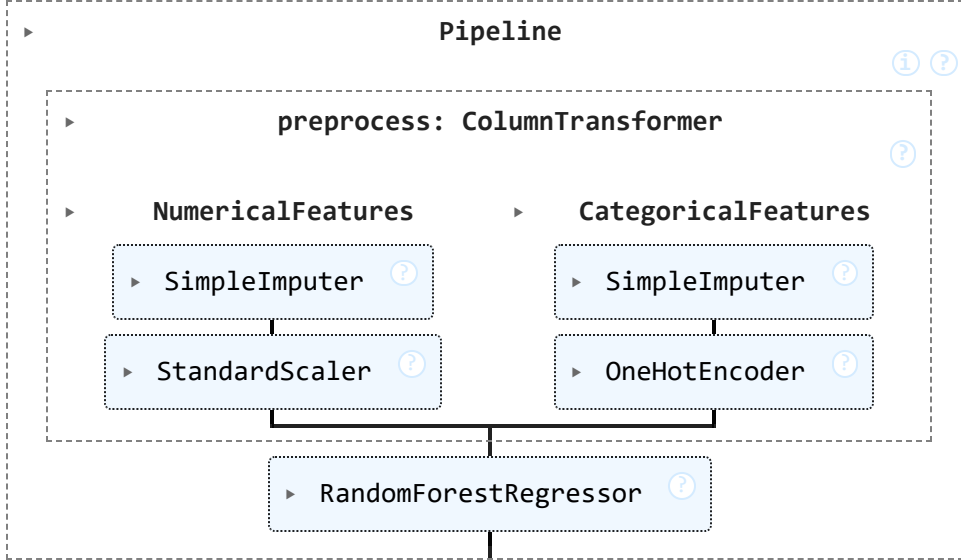 Pipeline
i ?
preprocess: ColumnTransformer
?
NumericalFeatures CategoricalFeatures
SimpleImputer ? SimpleImputer ?
StandardScaler ? OneHotEncoder ?
RandomForestRegressor ?